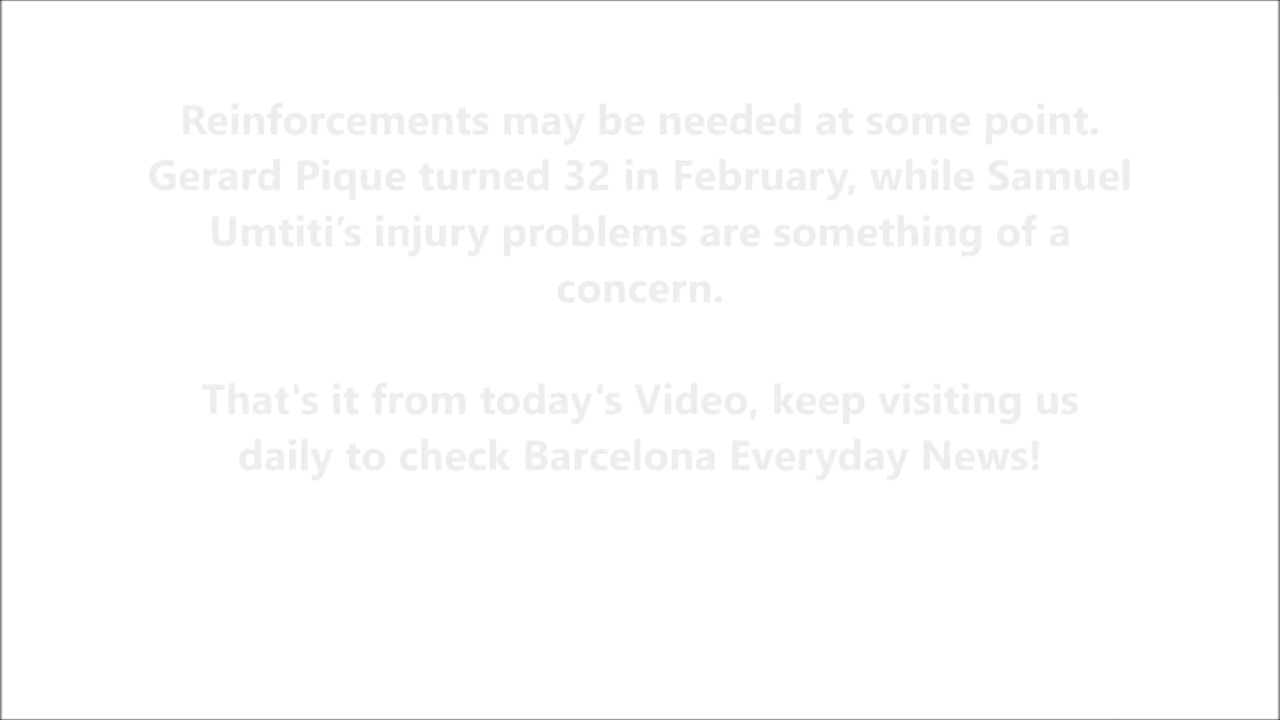 Reinforcements may be needed at some point.
Gerard Pique turned 32 in February, while Samuel
Umtiti’s injury problems are something of a
concern.
That's it from today's Video, keep visiting us
daily to check Barcelona Everyday News!